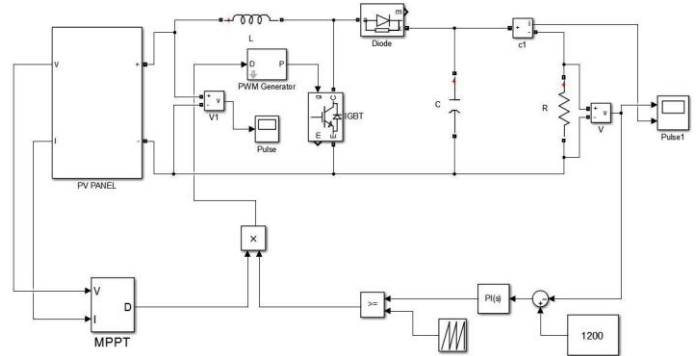 m
a
k
Diode
L
i
c1
V
I
+
-
PV PANEL
D
P
PWM Generator
g
C
m
E
IGBT
+
-
v
V1
Pulse
C
R
+
-
v
V
Pulse1
×
V
I
D
MPPT
>=
PI(s)
1200